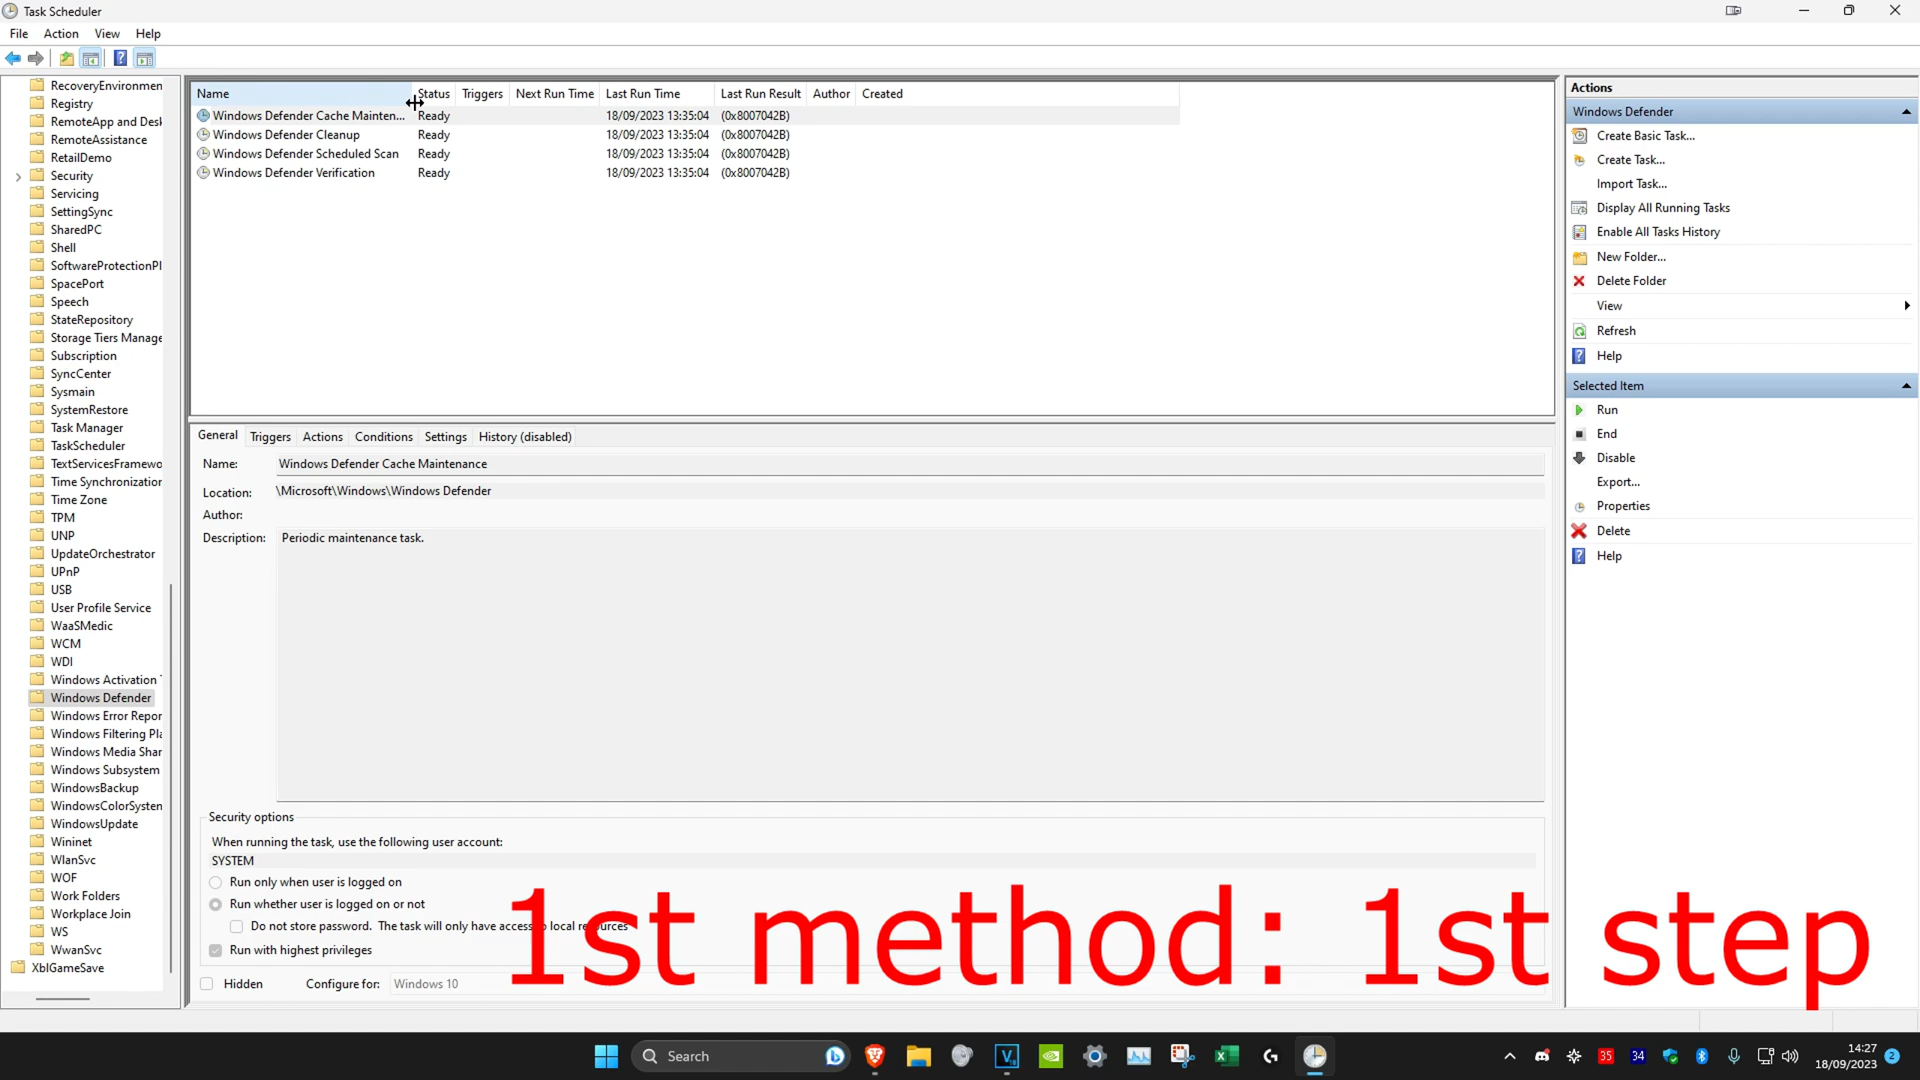 Task Scheduler
File Action View Help
RecoveryEnvironmen
Registry
RemoteApp and Desk
RemoteAssistance
RetailDemo
Security
Servicing
SettingSync
SharedPC
Shell
SoftwareProtectionPl
SpacePort
Speech
StateRepository
Storage Tiers Manage
Subscription
SyncCenter
Sysmain
SystemRestore
Task Manager
TaskScheduler
TextServicesFramewo
Time Synchronization
Time Zone
TPM
UNP
UpdateOrchestrator
UPnP
USB
User Profile Service
WaaSMedic
WCM
WDI
Windows Activation
Windows Defender
Windows Error Repor
Windows Filtering Pla
Windows Media Shar
Windows Subsystem
WindowsBackup
WindowsColorSystem
WindowsUpdate
Wininet
WlanSvc
WOF
Work Folders
Workplace Join
WS
WwanSvc
XblGameSave
Name Status Triggers Next Run Time Last Run Time Last Run Result Author Created
Windows Defender Cache Mainten... Ready 18/09/2023 13:35:04 (0x8007042B)
Windows Defender Cleanup Ready 18/09/2023 13:35:04 (0x8007042B)
Windows Defender Scheduled Scan Ready 18/09/2023 13:35:04 (0x8007042B)
Windows Defender Verification Ready 18/09/2023 13:35:04 (0x8007042B)
General Triggers Actions Conditions Settings History (disabled)
Name: Windows Defender Cache Maintenance
Location: \Microsoft\Windows\Windows Defender
Author:
Description: Periodic maintenance task.
Security options
When running the task, use the following user account:
SYSTEM
Run only when user is logged on
Run whether user is logged on or not
Do not store password. The task will only have access to local resources
Run with highest privileges
Hidden Configure for: Windows 10
1st method: 1st step
Actions
Windows Defender
Create Basic Task...
Create Task...
Import Task...
Display All Running Tasks
Enable All Tasks History
New Folder...
Delete Folder
View
Refresh
Help
Selected Item
Run
End
Disable
Export...
Properties
Delete
Help
Search
35
34
14:27
18/09/2023
2